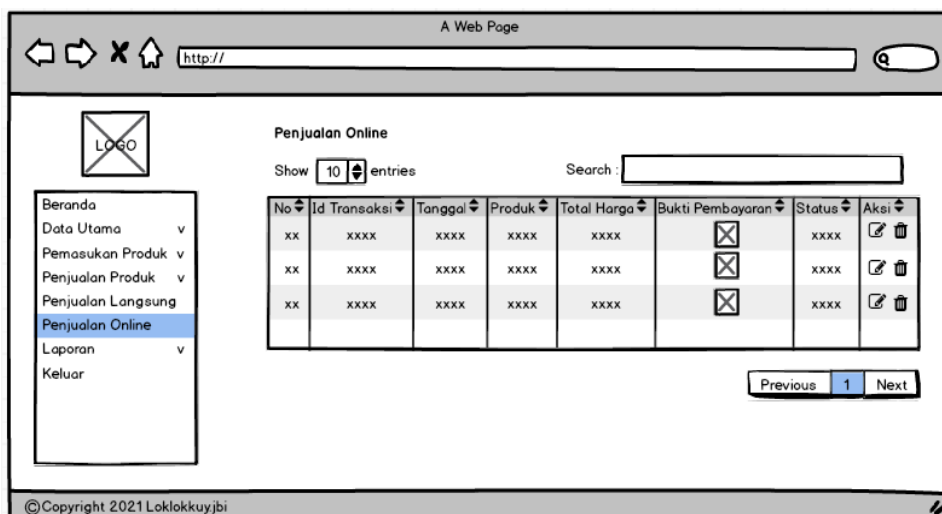 A Web Page
http://
LOGO
Beranda
Data Utama v
Pemasukan Produk v
Penjualan Produk v
Penjualan Langsung
Penjualan Online
Laporan v
Keluar
Penjualan Online
Show 10 entries Search :
No Id Transaksi Tanggal Produk Total Harga Bukti Pembayaran Status Aksi
xx xxxx xxxx xxxx xxxx xxxx
xx xxxx xxxx xxxx xxxx xxxx
xx xxxx xxxx xxxx xxxx xxxx
Previous 1 Next
©Copyright 2021 Loklokkuy.jbi